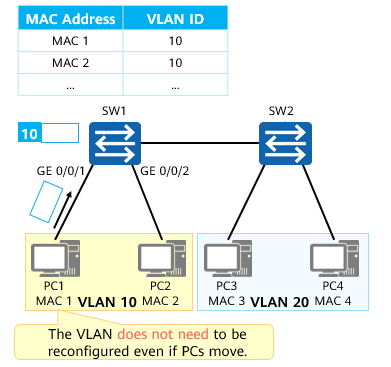 MAC Address VLAN ID
MAC 1 10
MAC 2 10
... ...
SW1 SW2
10
GE 0/0/1 GE 0/0/2
PC1 PC2 PC3 PC4
MAC 1 VLAN 10 MAC 2 MAC 3 VLAN 20 MAC 4
The VLAN does not need to be
reconfigured even if PCs move.